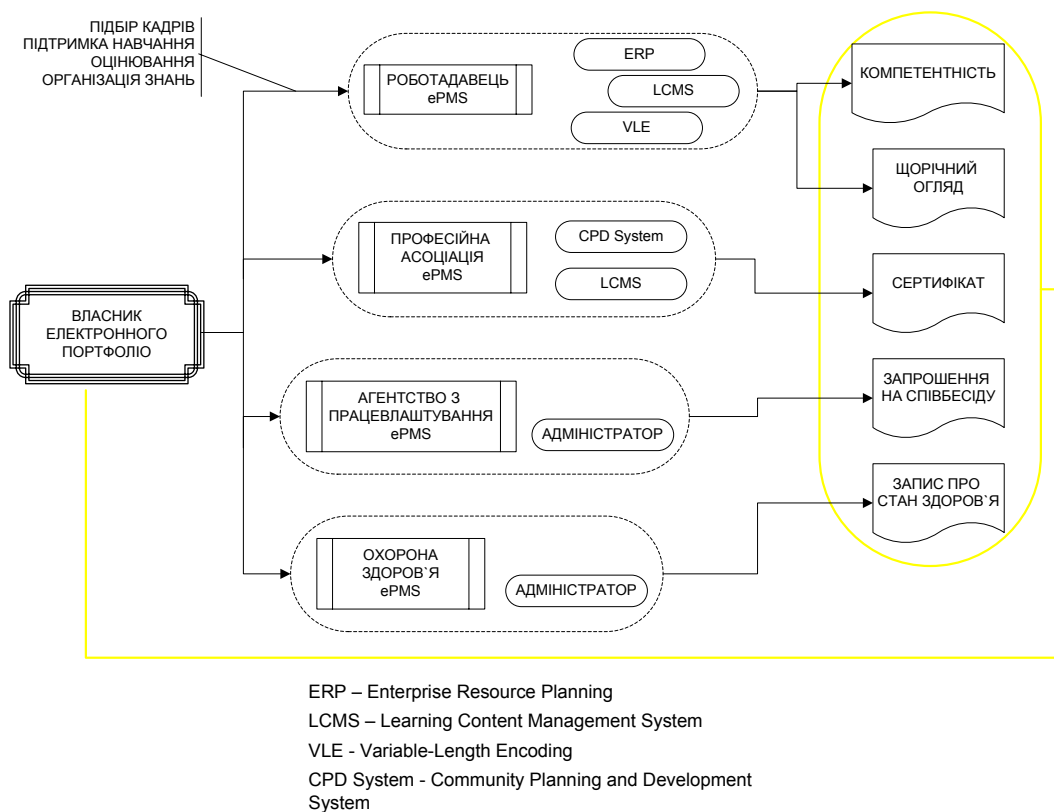 ПІДБІР КАДРІВ
ПІДТРИМКА НАВЧАННЯ
ОЦІНЮВАННЯ
ОРГАНІЗАЦІЯ ЗНАНЬ
РОБОТАДАВЕЦЬ
ePMS
ERP
LCMS
VLE
КОМПЕТЕНТНІСТЬ
ЩОРІЧНИЙ
ОГЛЯД
ПРОФЕСІЙНА
АСОЦІАЦІЯ
ePMS
CPD System
LCMS
СЕРТИФІКАТ
ВЛАСНИК
ЕЛЕКТРОННОГО
ПОРТФОЛІО
АГЕНТСТВО З
ПРАЦЕВЛАШТУВАННЯ
ePMS
АДМІНІСТРАТОР
ЗАПРОШЕННЯ
НА СПІВБЕСІДУ
ОХОРОНА
ЗДОРОВ`Я
ePMS
АДМІНІСТРАТОР
ЗАПИС ПРО
СТАН ЗДОРОВ`Я
ERP – Enterprise Resource Planning
LCMS – Learning Content Management System
VLE - Variable-Length Encoding
CPD System - Community Planning and Development
System